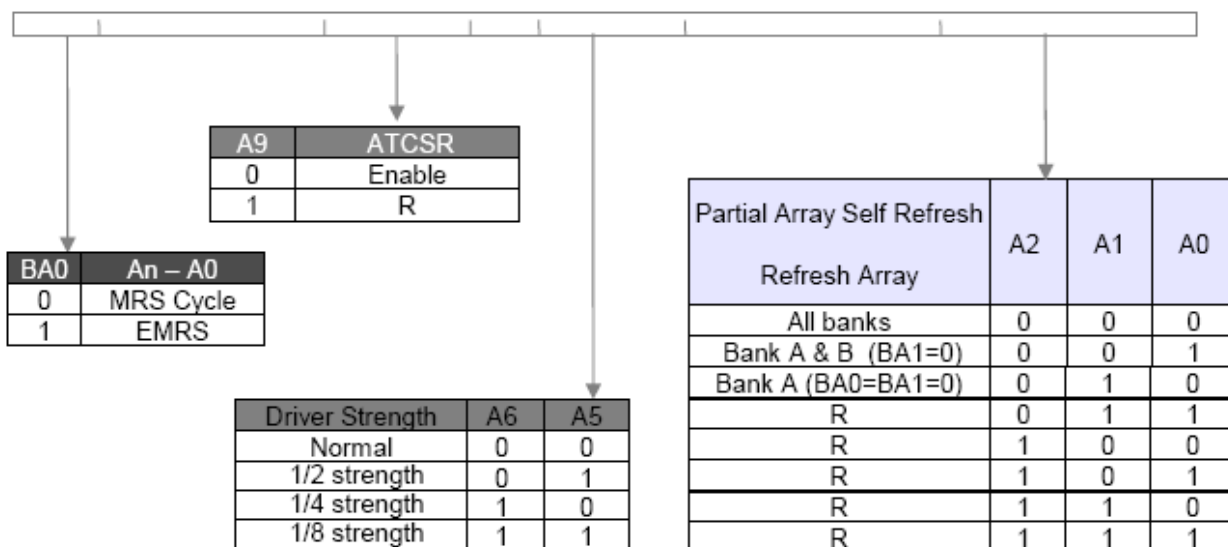 A9 ATCSR
0 Enable
1 R
BA0 An – A0
0 MRS Cycle
1 EMRS
Driver Strength A6 A5
Normal 0 0
1/2 strength 0 1
1/4 strength 1 0
1/8 strength 1 1
Partial Array Self Refresh
Refresh Array A2 A1 A0
All banks 0 0 0
Bank A & B (BA1=0) 0 0 1
Bank A (BA0=BA1=0) 0 1 0
R 0 1 1
R 1 0 0
R 1 0 1
R 1 1 0
R 1 1 1